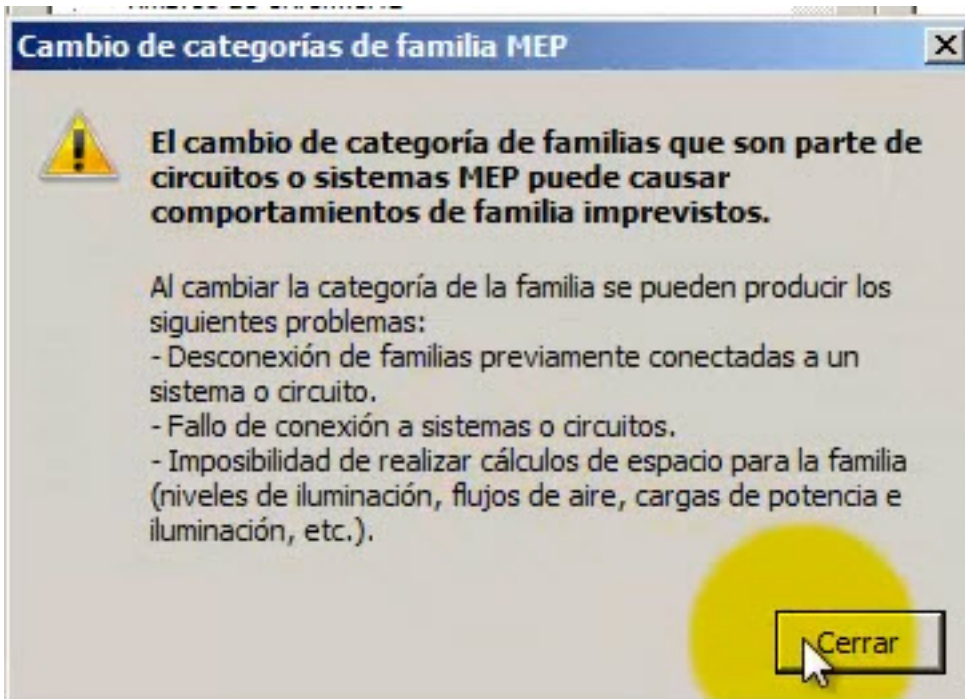 Cambio de categorías de familia MEP
El cambio de categoría de familias que son parte de
circuitos o sistemas MEP puede causar
comportamientos de familia imprevistos.
Al cambiar la categoría de la familia se pueden producir los
siguientes problemas:
- Desconexión de familias previamente conectadas a un
sistema o circuito.
- Fallo de conexión a sistemas o circuitos.
- Imposibilidad de realizar cálculos de espacio para la familia
(niveles de iluminación, flujos de aire, cargas de potencia e
iluminación, etc.).
Cerrar